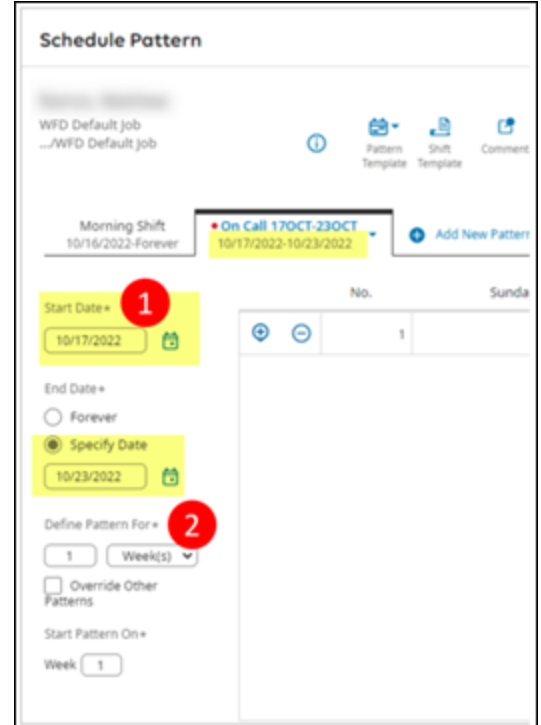 Schedule Pattern
WFD Default Job
.../WFD Default Job
Pattern Template
Shift Template
Comment
Morning Shift
10/16/2022-Forever
On Call 17OCT-23OCT
10/17/2022-10/23/2022
Add New Pattern
No.
Sunda
Start Date*
1
10/17/2022
1
End Date*
Forever
Specify Date
10/23/2022
Define Pattern For*
2
1 Week(s)
Override Other
Patterns
Start Pattern On*
Week 1